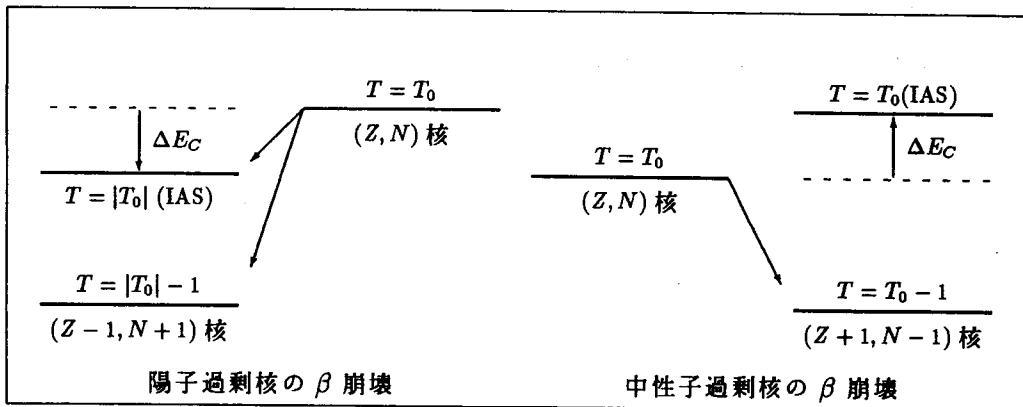 T = T₀
(Z, N) 核
ΔE_C
T = |T₀| (IAS)
T = |T₀| − 1
(Z − 1, N + 1) 核
陽子過剰核の β 崩壊
T = T₀(IAS)
ΔE_C
T = T₀
(Z, N) 核
T = T₀ − 1
(Z + 1, N − 1) 核
中性子過剰核の β 崩壊